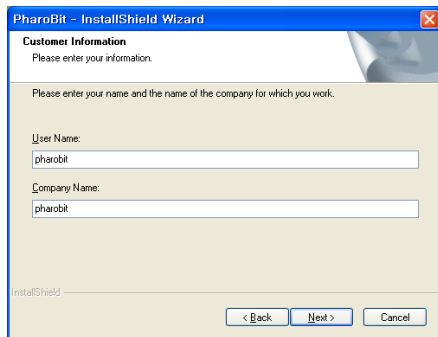 PharoBit - InstallShield Wizard
Customer Information
Please enter your information.
Please enter your name and the name of the company for which you work.
User Name:
pharobit
Company Name:
pharobit
InstallShield
< Back
Next >
Cancel